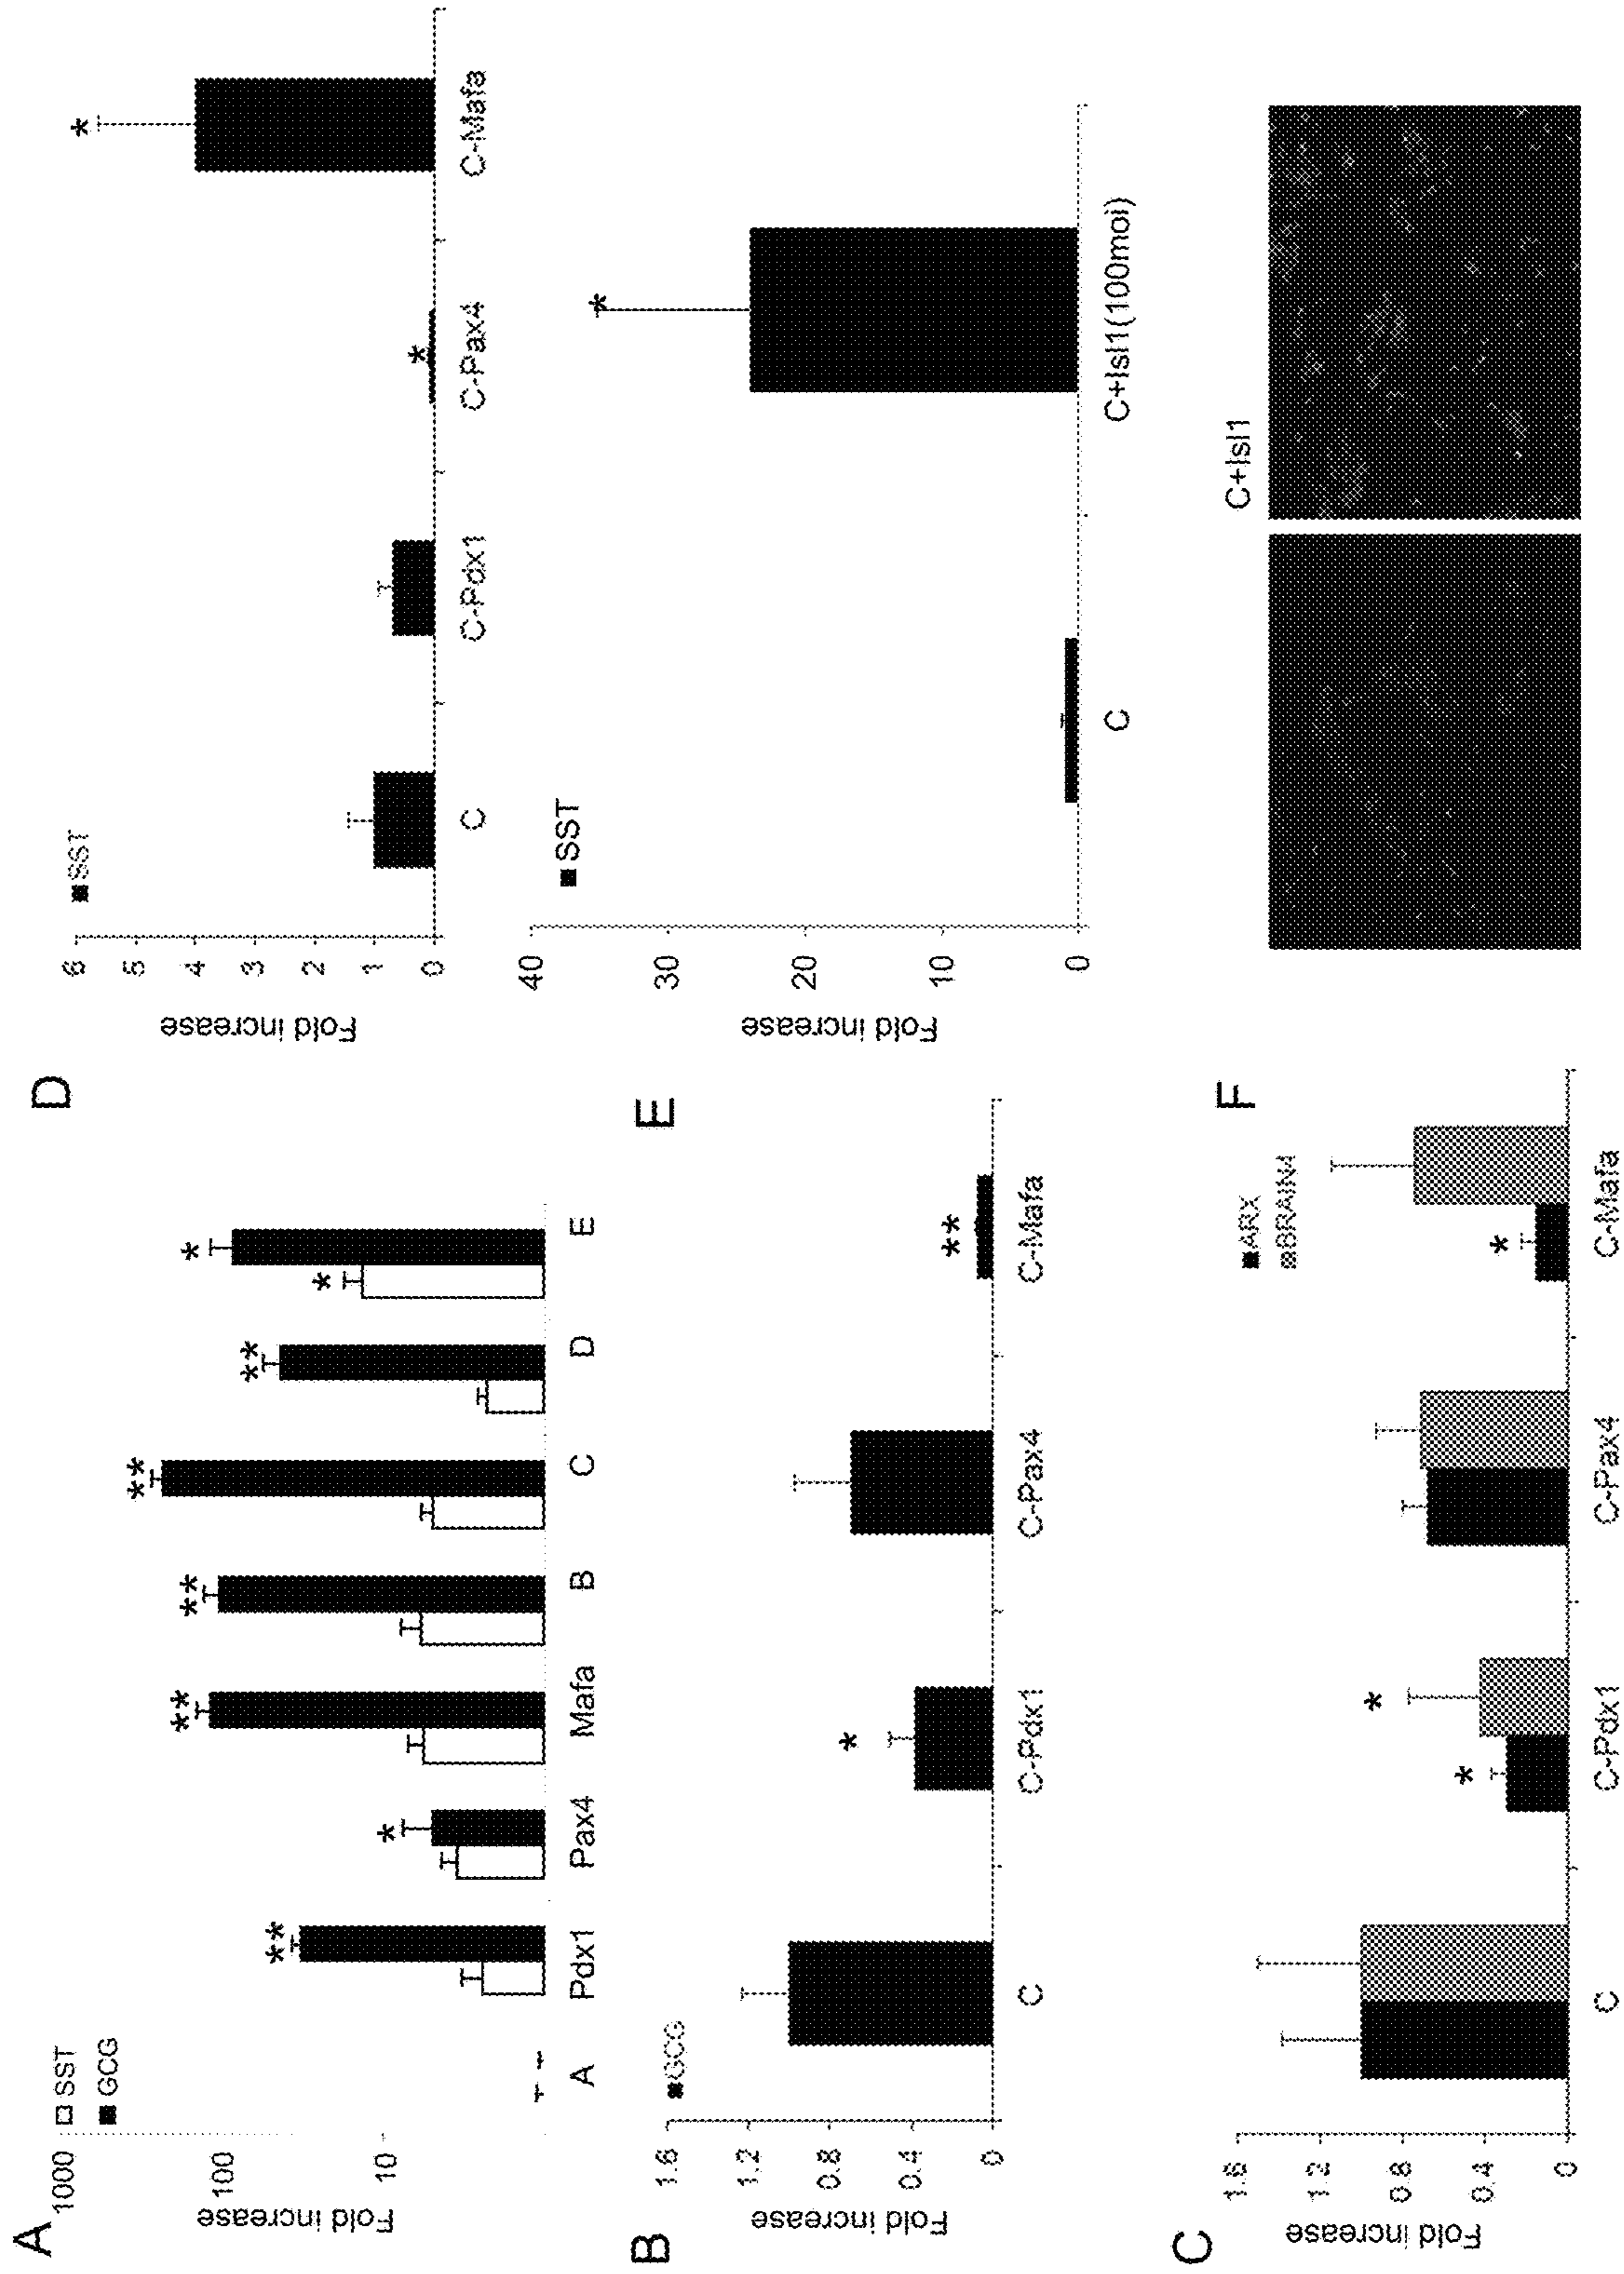 A
Fold increase
1000
100
10
SST
GCG
** * ** ** ** ** * *
A Pdx1 Pax4 Mafa B C D E
B
Fold increase
1.6
1.2
0.8
0.4
0
GCG
* **
C C-Pdx1 C-Pax4 C-Mafa
C
Fold increase
1.6
1.2
0.8
0.4
0
ARX
BRAIN4
* * *
C C-Pdx1 C-Pax4 C-Mafa
D
Fold increase
6
5
4
3
2
1
0
SST
* *
C C-Pdx1 C-Pax4 C-Mafa
E
Fold increase
40
30
20
10
0
SST
*
C C+Isl1(100moi)
F
C+Isl1